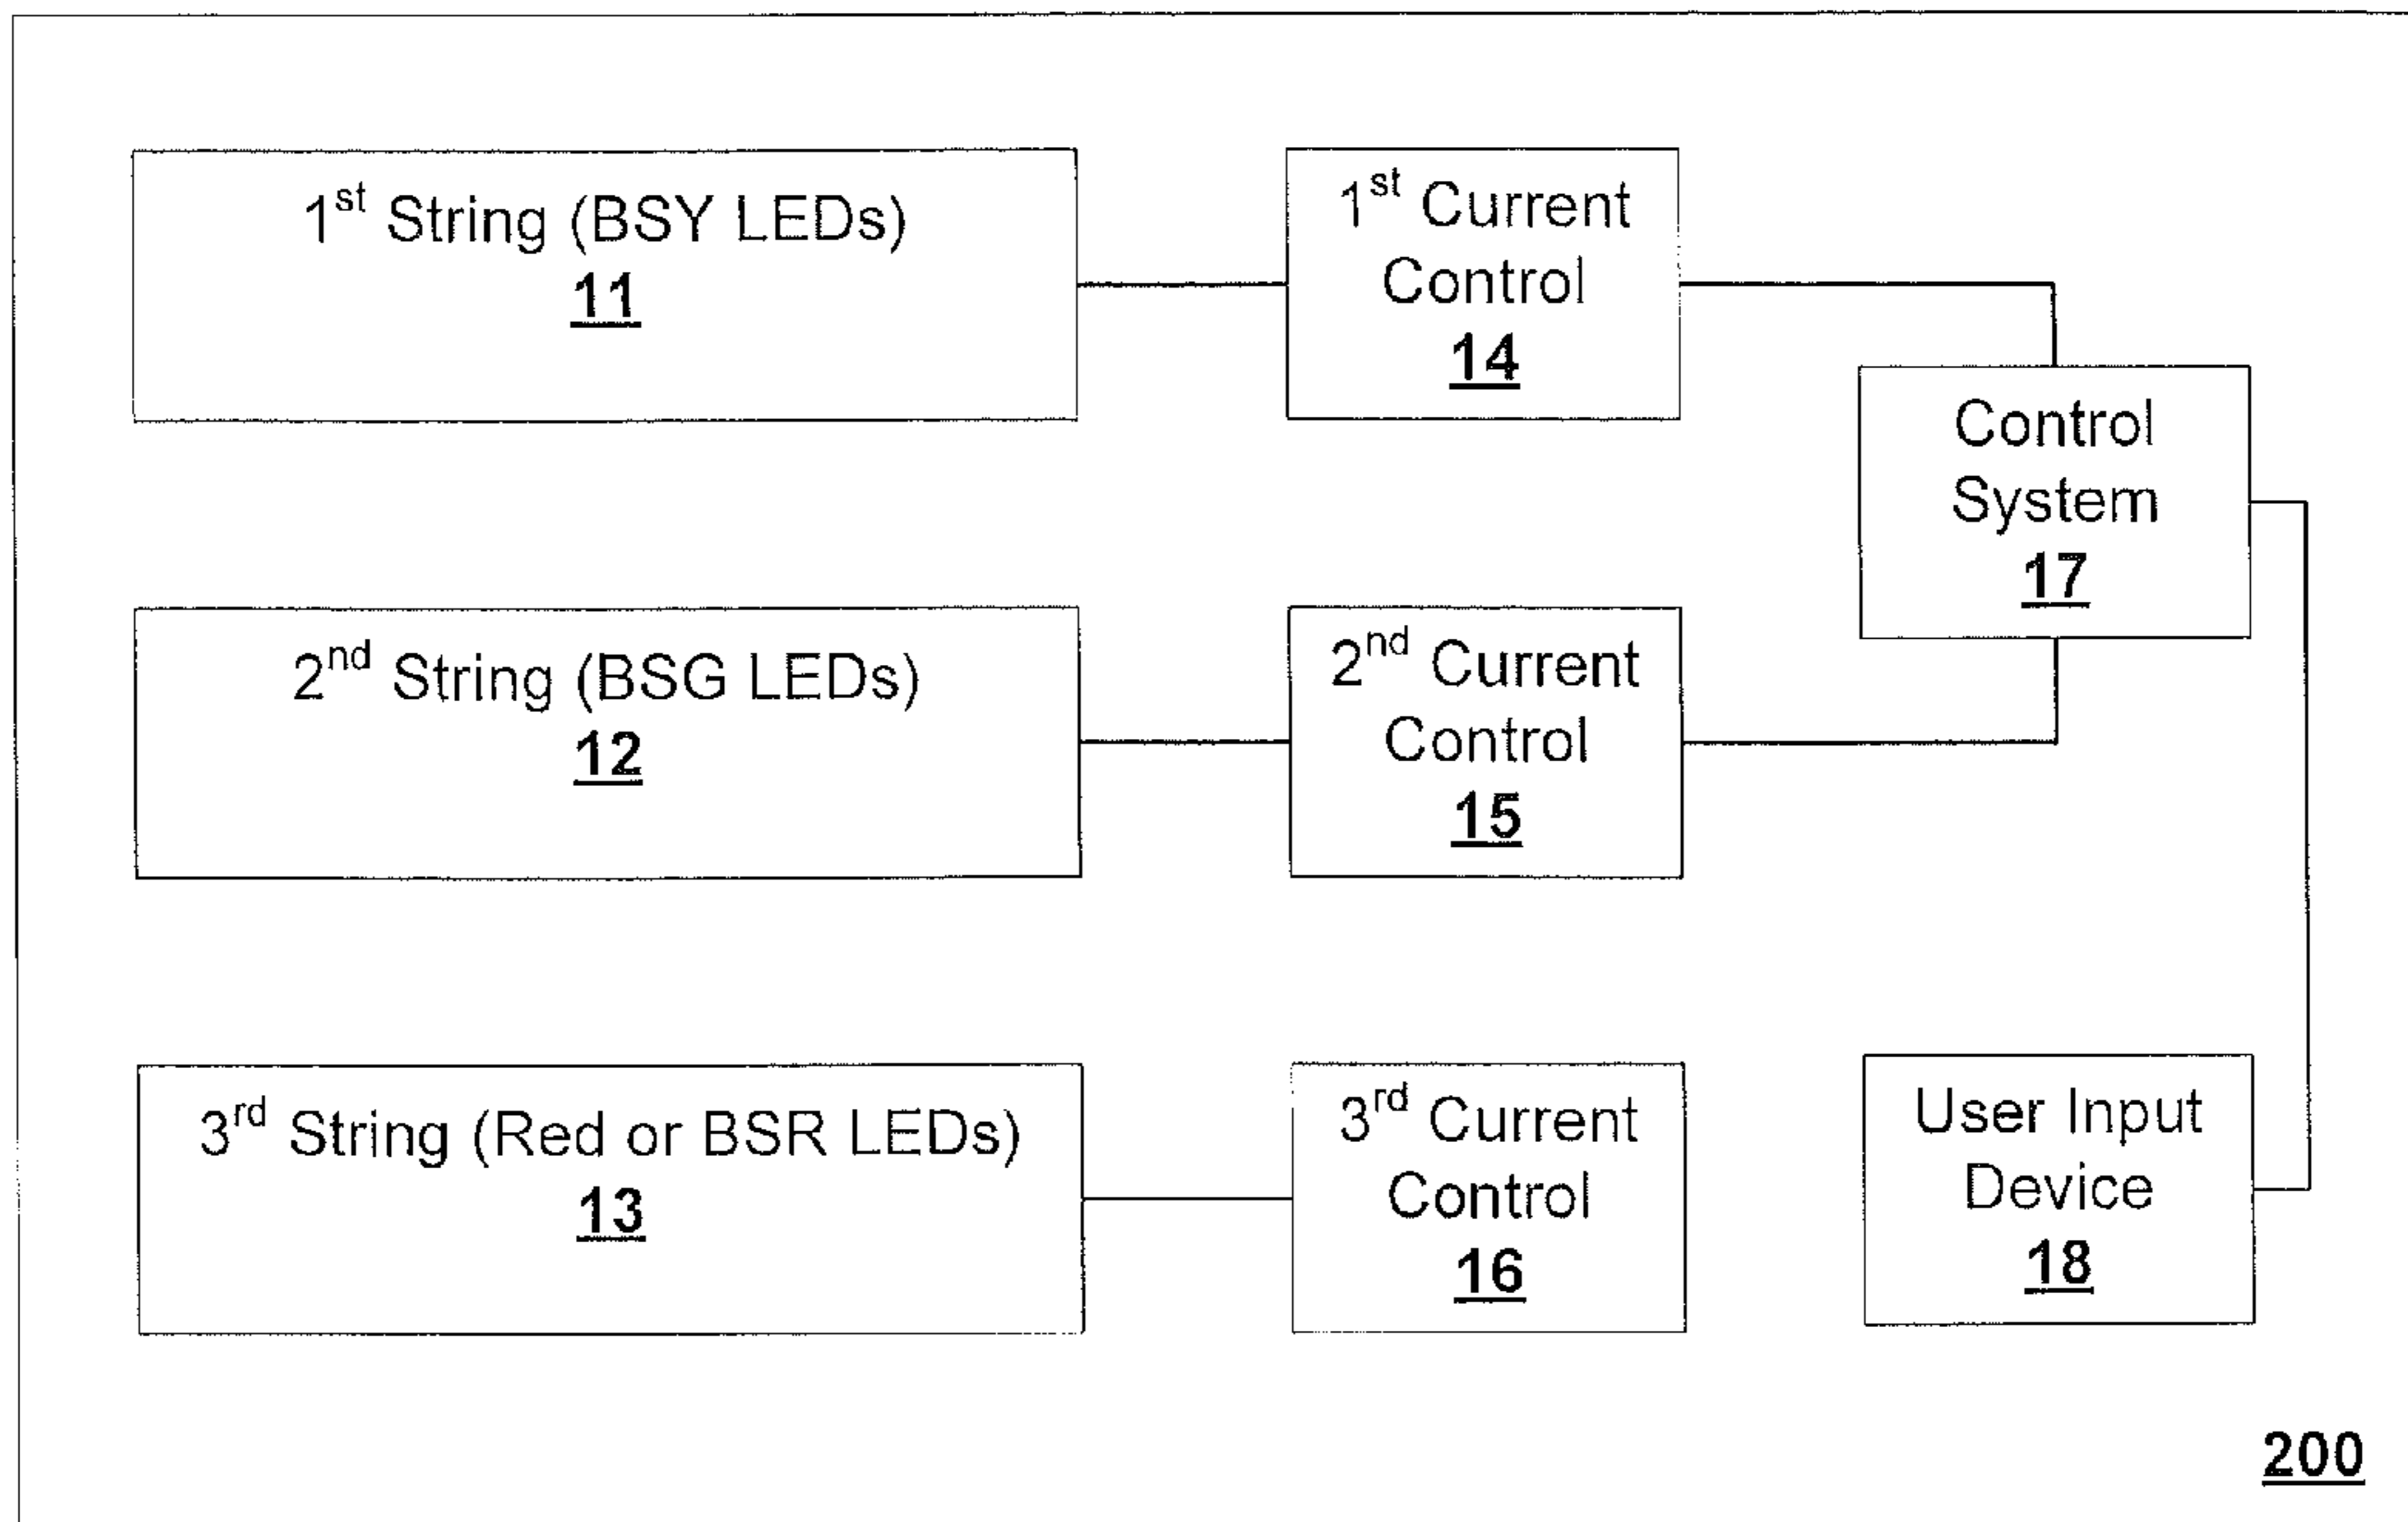 1st String (BSY LEDs)
11
1st Current
Control
14
Control
System
17
2nd String (BSG LEDs)
12
2nd Current
Control
15
3rd String (Red or BSR LEDs)
13
3rd Current
Control
16
User Input
Device
18
200